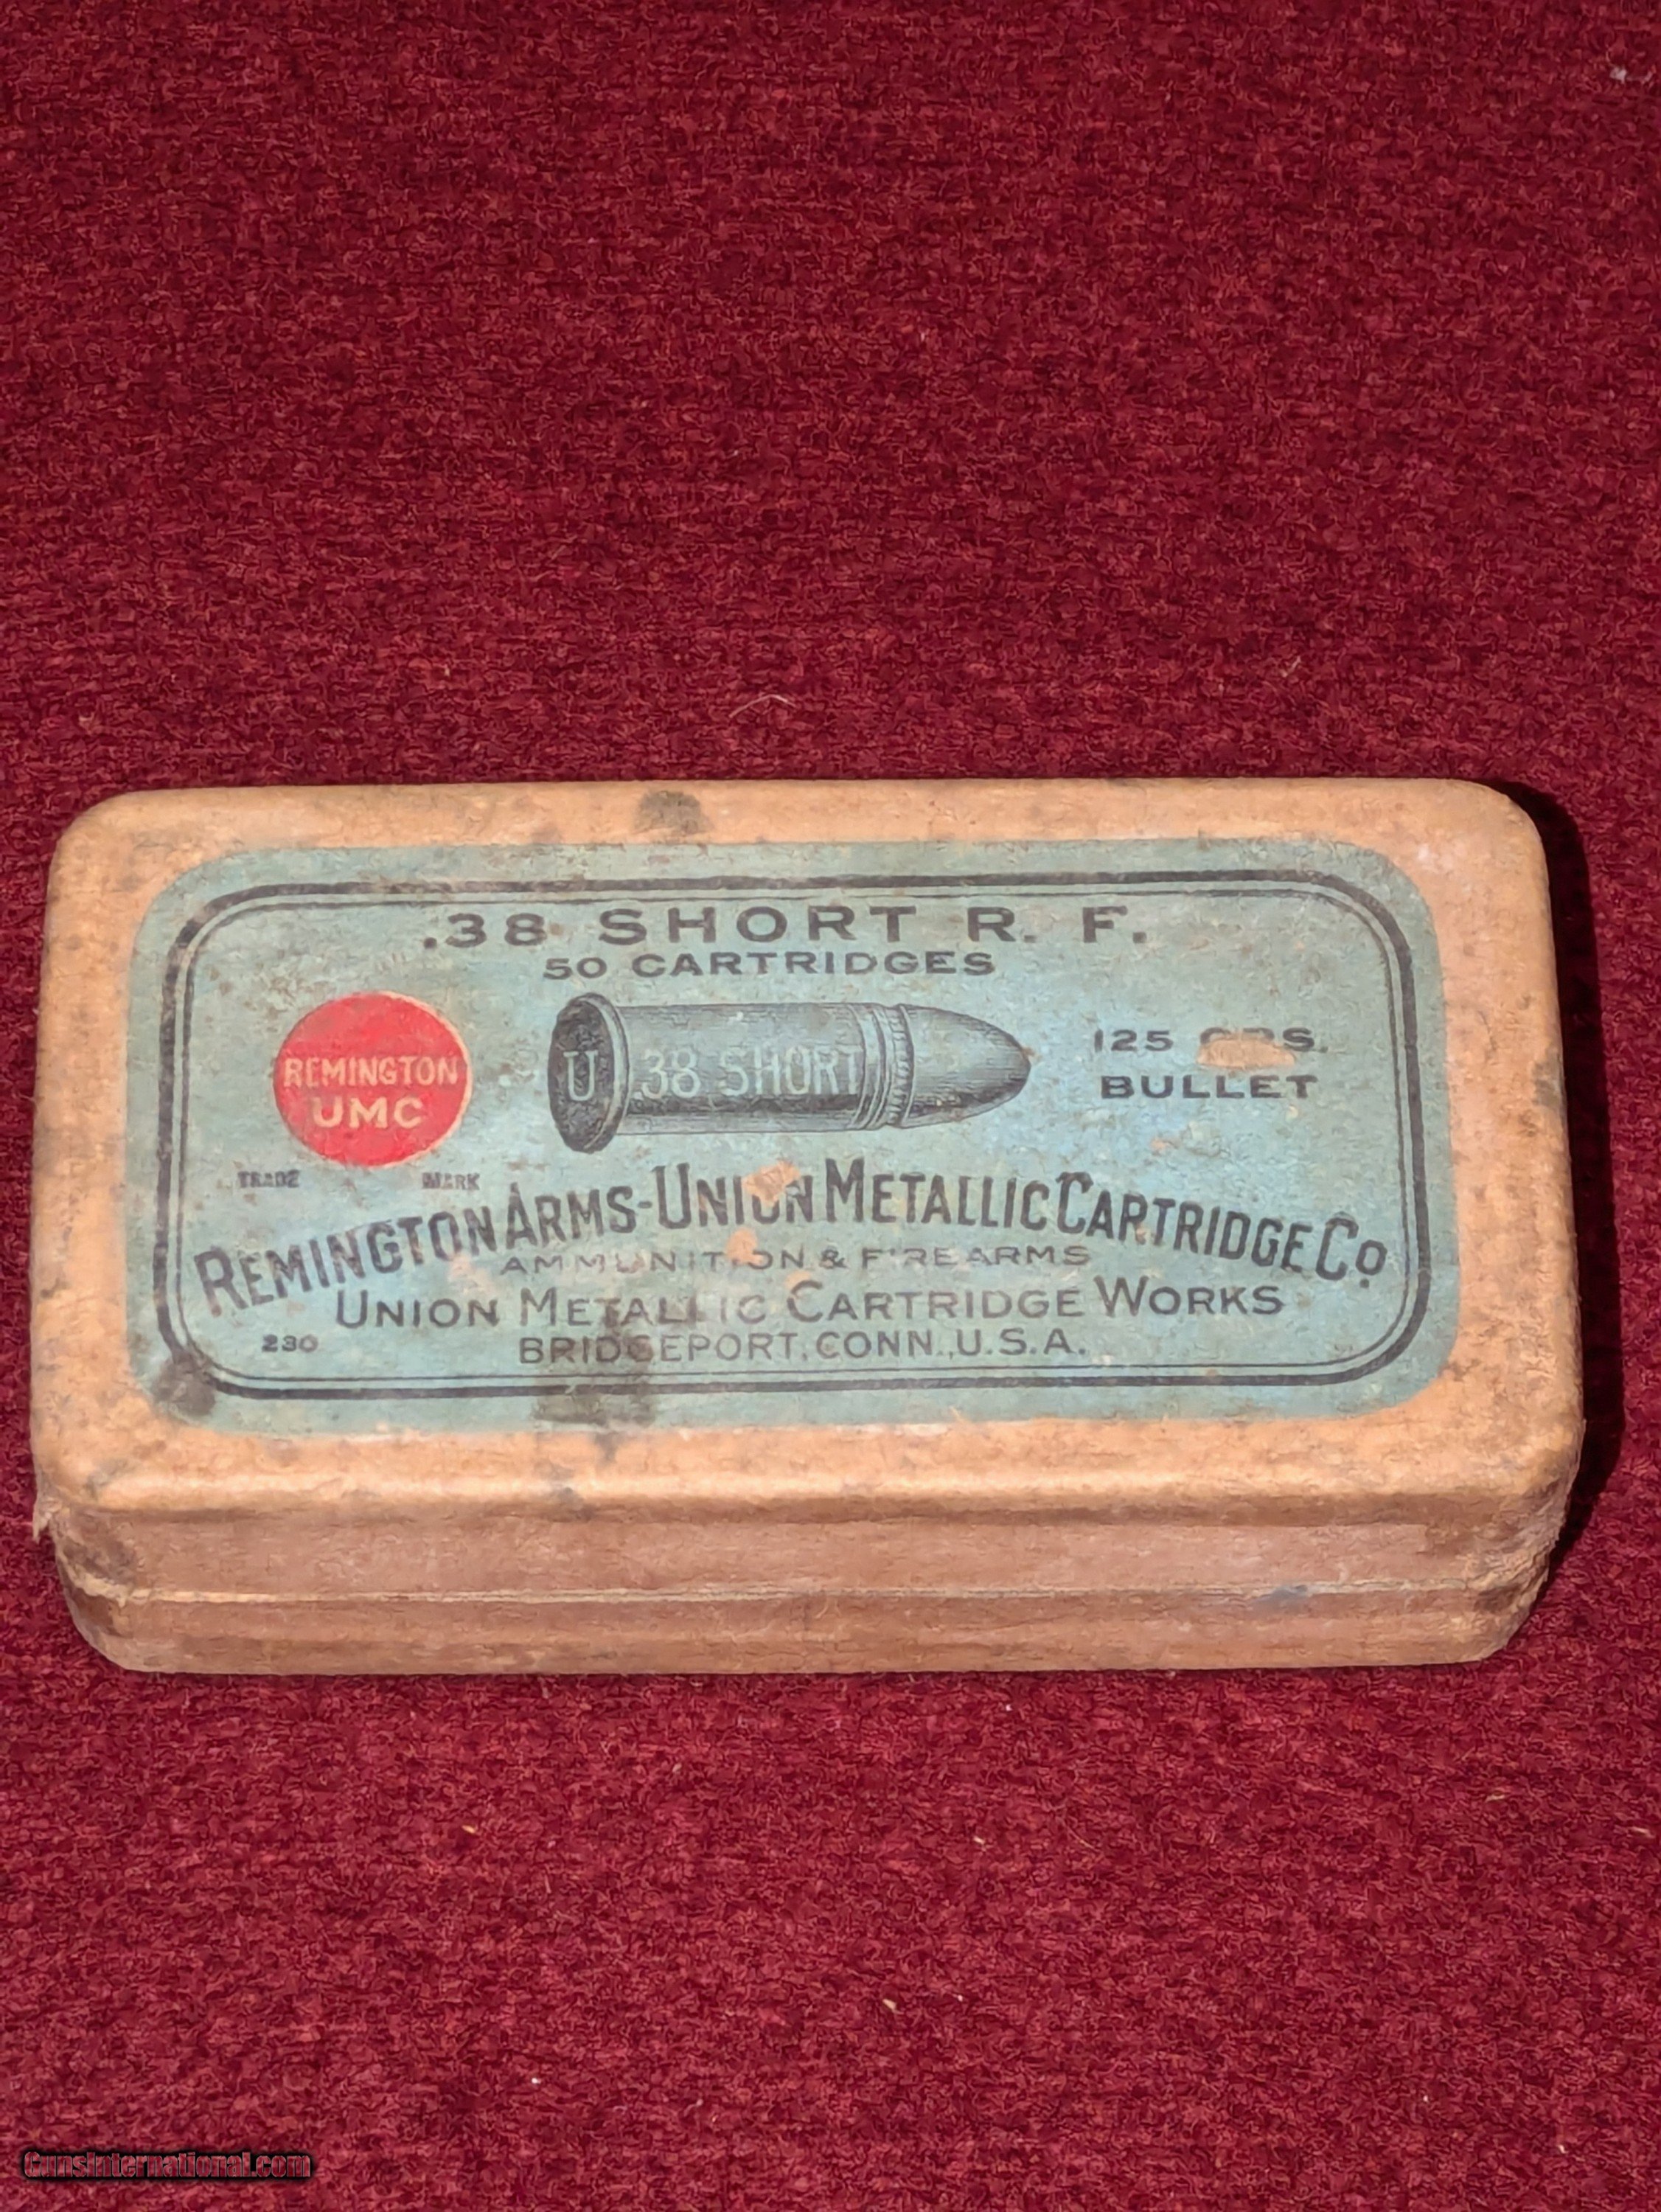 .38 SHORT R. F.
50 CARTRIDGES
REMINGTON
UMC
TRADE MARK
U 38 SHORT
125 GRS.
BULLET
REMINGTON ARMS-UNION METALLIC CARTRIDGE CO
AMMUNITION & FIREARMS
UNION METALLIC CARTRIDGE WORKS
230
BRIDGEPORT, CONN., U.S.A.
GunsInternational.com